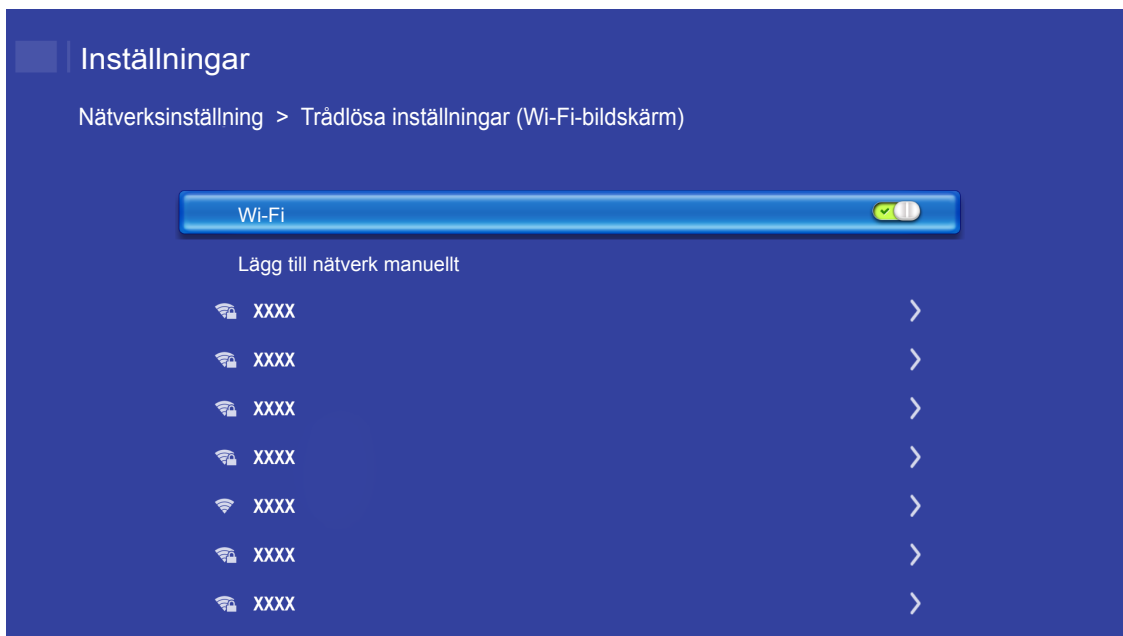 Inställningar
Nätverksinställning > Trådlösa inställningar (Wi-Fi-bildskärm)
Wi-Fi
Lägg till nätverk manuellt
XXXX
XXXX
XXXX
XXXX
XXXX
XXXX
XXXX